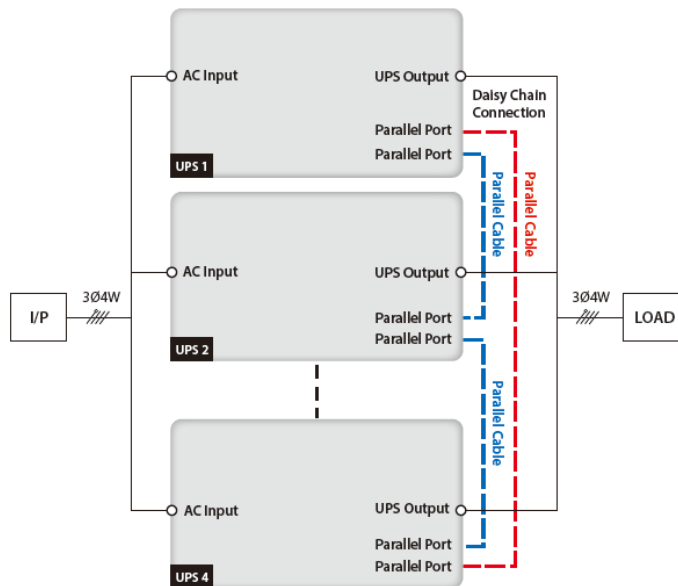 AC Input
UPS Output
Daisy Chain
Connection
Parallel Port
Parallel Port
UPS 1
Parallel Cable
Parallel Cable
AC Input
UPS Output
3Ø4W
I/P
3Ø4W
LOAD
Parallel Port
Parallel Port
UPS 2
Parallel Cable
AC Input
UPS Output
Parallel Port
Parallel Port
UPS 4